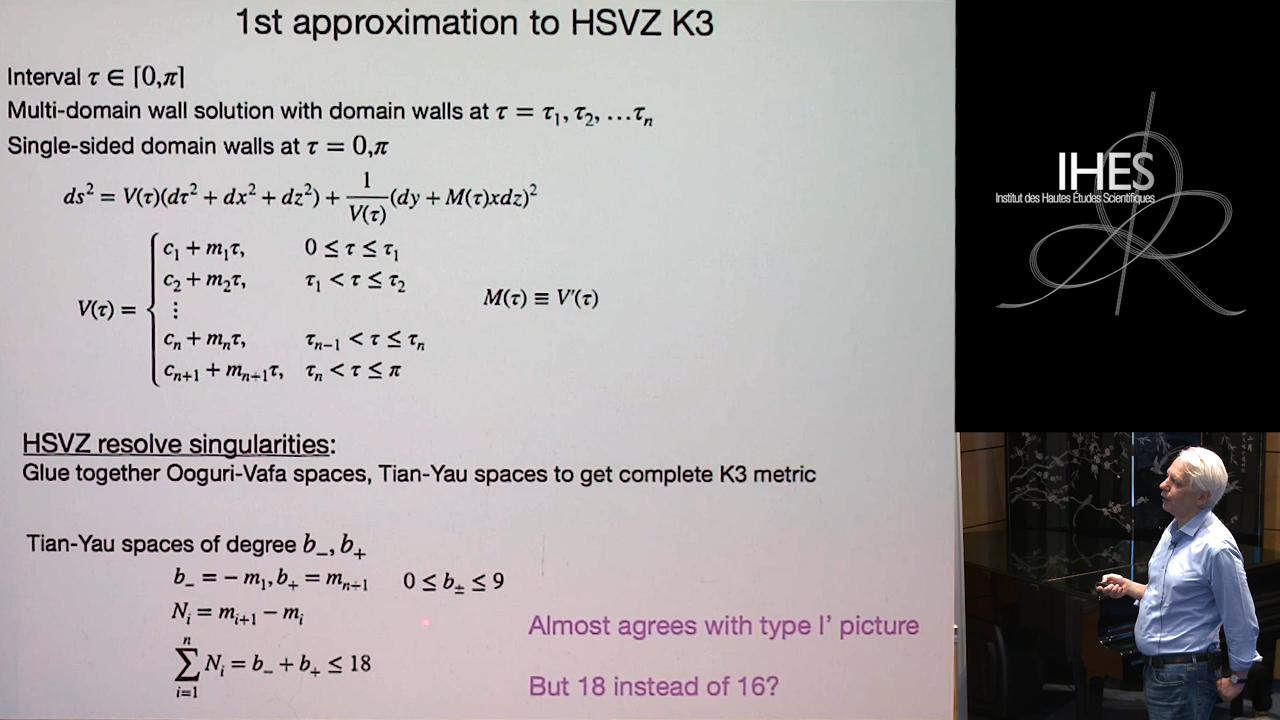 1st approximation to HSVZ K3
Interval τ ∈ [0,π]
Multi-domain wall solution with domain walls at τ = τ₁, τ₂, …τₙ
Single-sided domain walls at τ = 0,π
ds² = V(τ)(dτ² + dx² + dz²) + 1/V(τ) (dy + M(τ)xdz)²
V(τ) = { c₁ + m₁τ, 0 ≤ τ ≤ τ₁
c₂ + m₂τ, τ₁ < τ ≤ τ₂
⋮
M(τ) ≡ V′(τ)
cₙ + mₙτ, τₙ₋₁ < τ ≤ τₙ
cₙ₊₁ + mₙ₊₁τ, τₙ < τ ≤ π
HSVZ resolve singularities:
Glue together Ooguri-Vafa spaces, Tian-Yau spaces to get complete K3 metric
Tian-Yau spaces of degree b₋, b₊
b₋ = − m₁, b₊ = mₙ₊₁ 0 ≤ b± ≤ 9
Nᵢ = mᵢ₊₁ − mᵢ
∑ᵢ₌₁ⁿ Nᵢ = b₋ + b₊ ≤ 18
Almost agrees with type I' picture
But 18 instead of 16?
IHES
Institut des Hautes Études Scientifiques